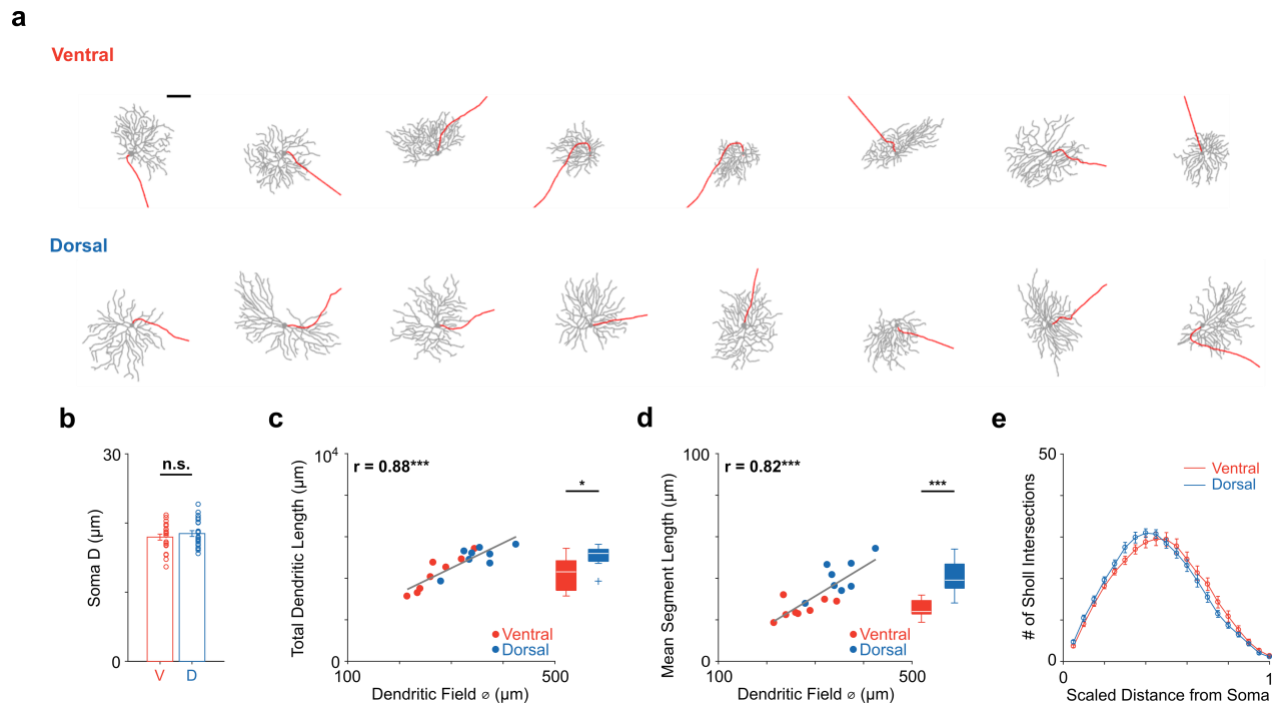 a
Ventral
Dorsal
b
30
n.s.
Soma D (µm)
0
V D
c
10⁴
r = 0.88***
*
Total Dendritic Length (µm)
Ventral
Dorsal
0
100 500
Dendritic Field ⌀ (µm)
d
100
r = 0.82***
***
Mean Segment Length (µm)
Ventral
Dorsal
0
100 500
Dendritic Field ⌀ (µm)
e
50
Ventral
Dorsal
# of Sholl Intersections
0
0 1
Scaled Distance from Soma